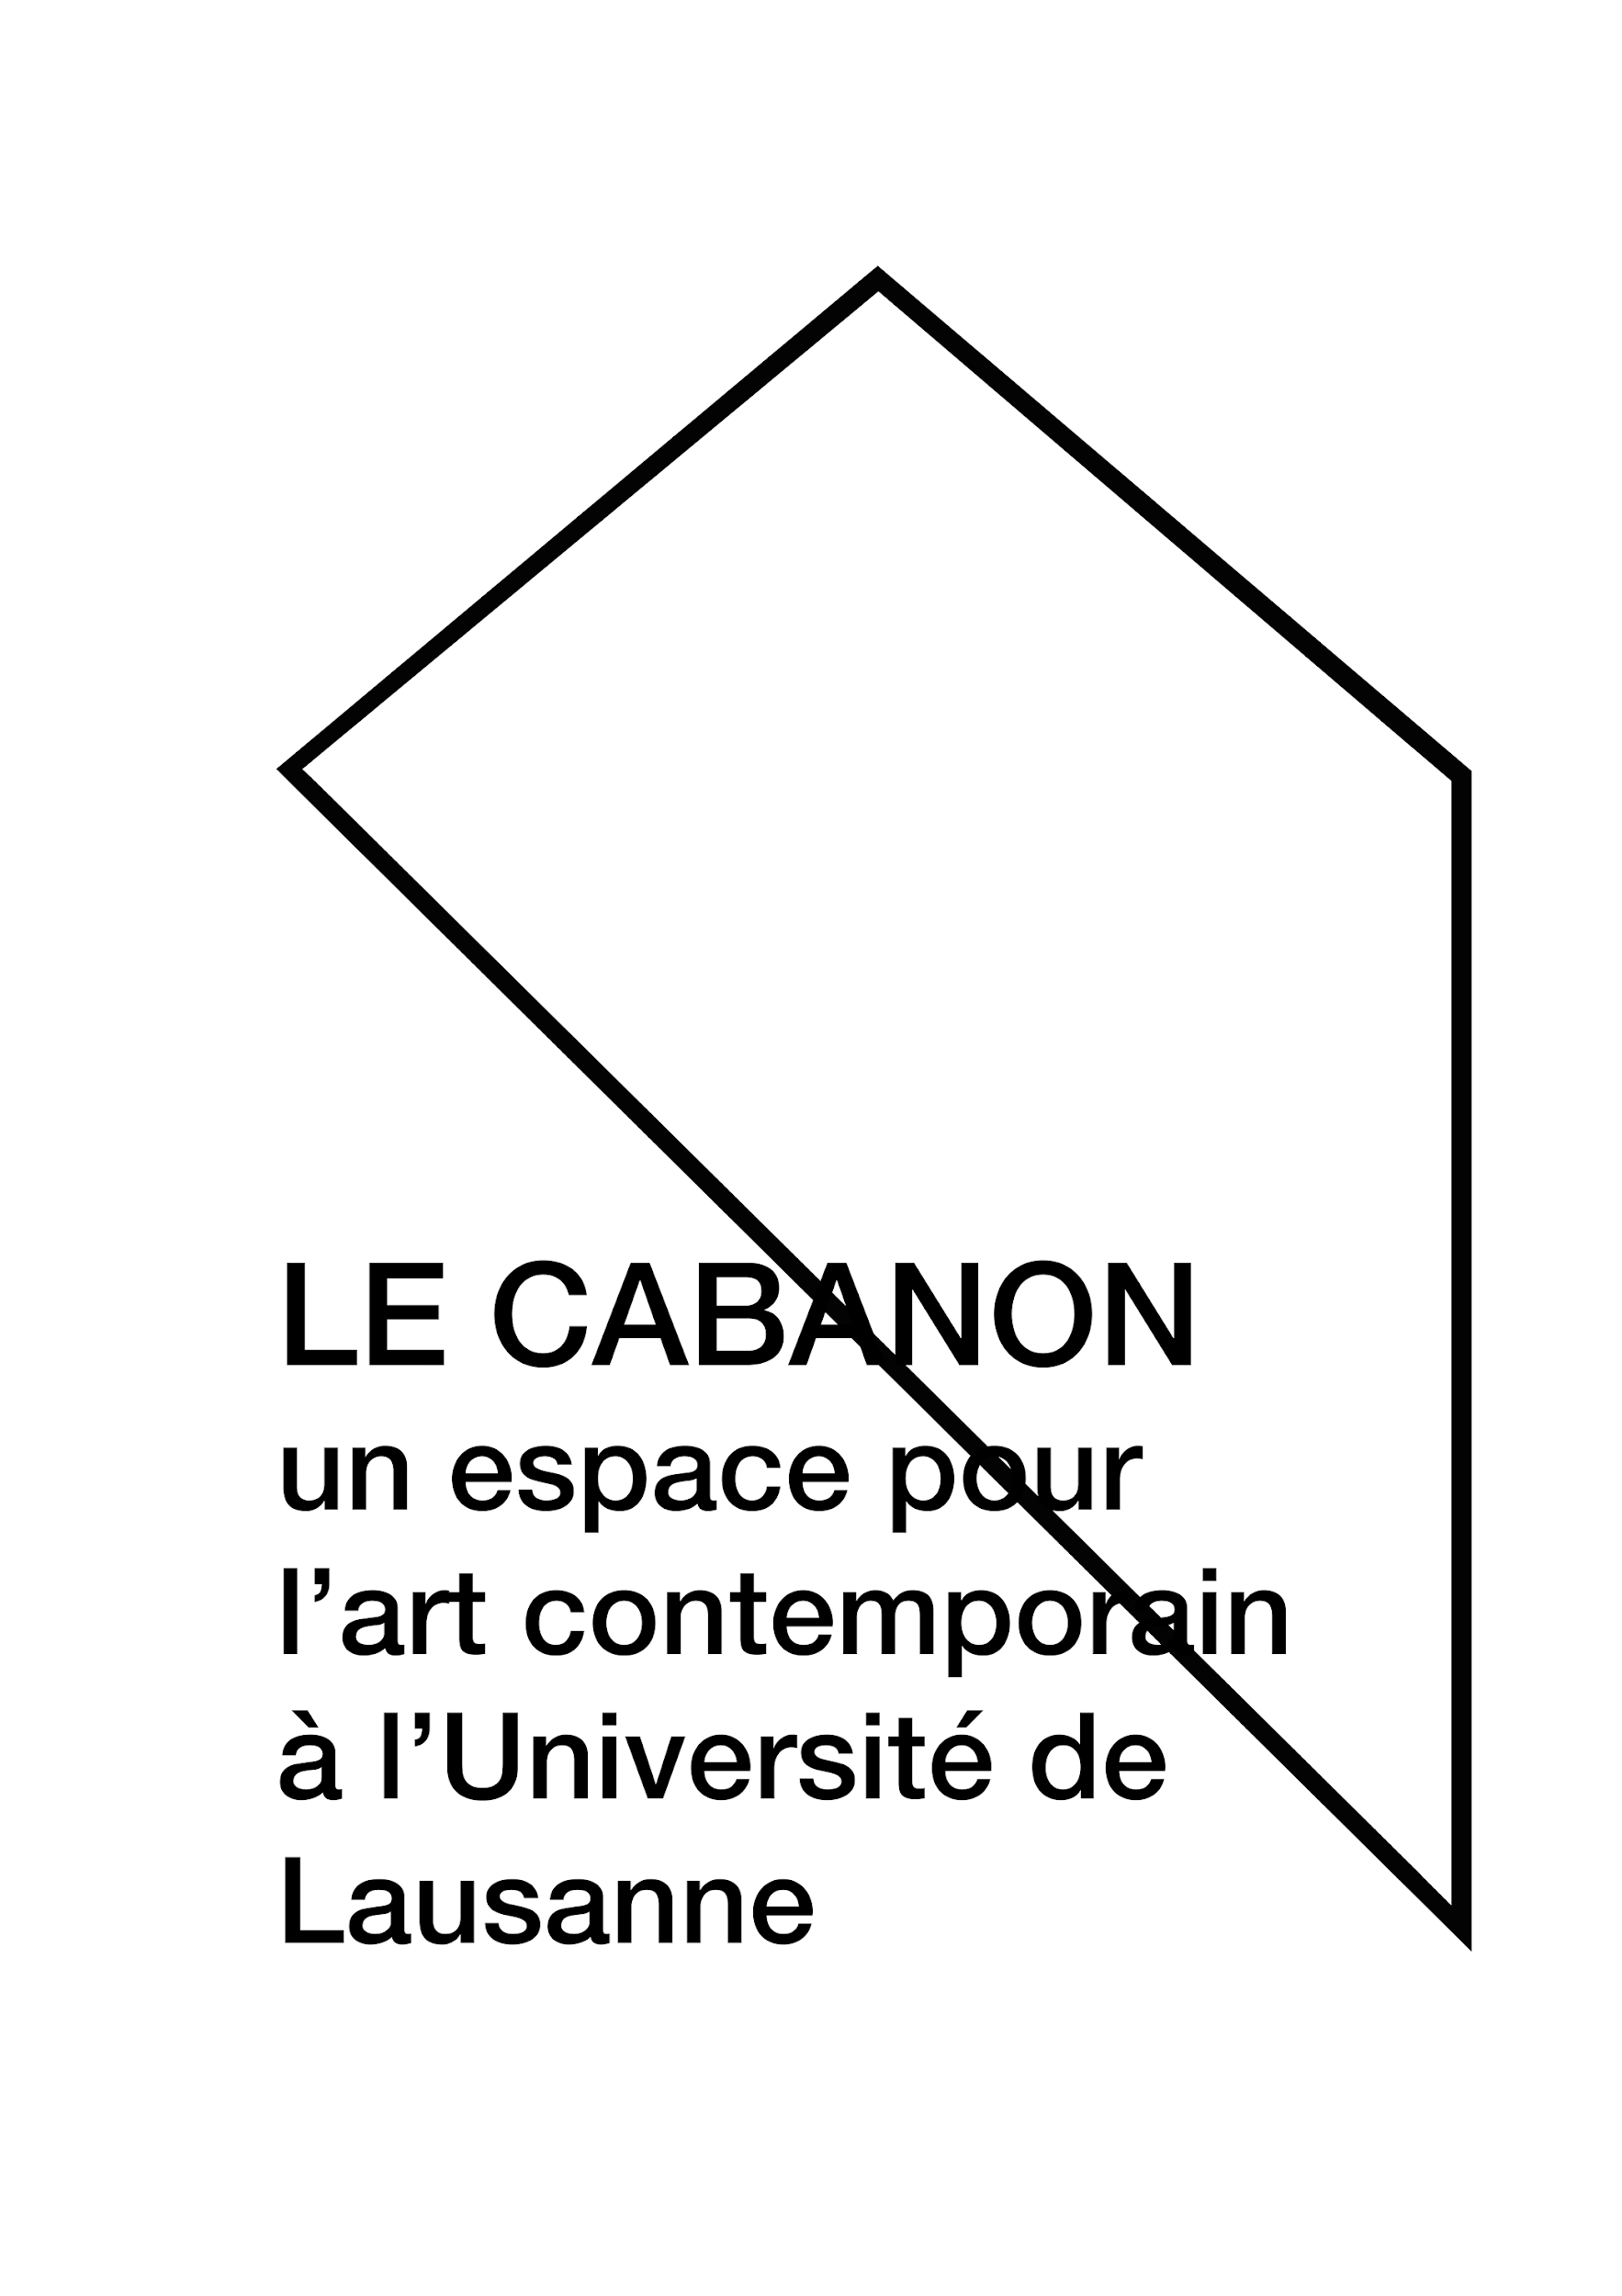 LE CABANON
un espace pour
l’art contemporain
à l’Université de
Lausanne